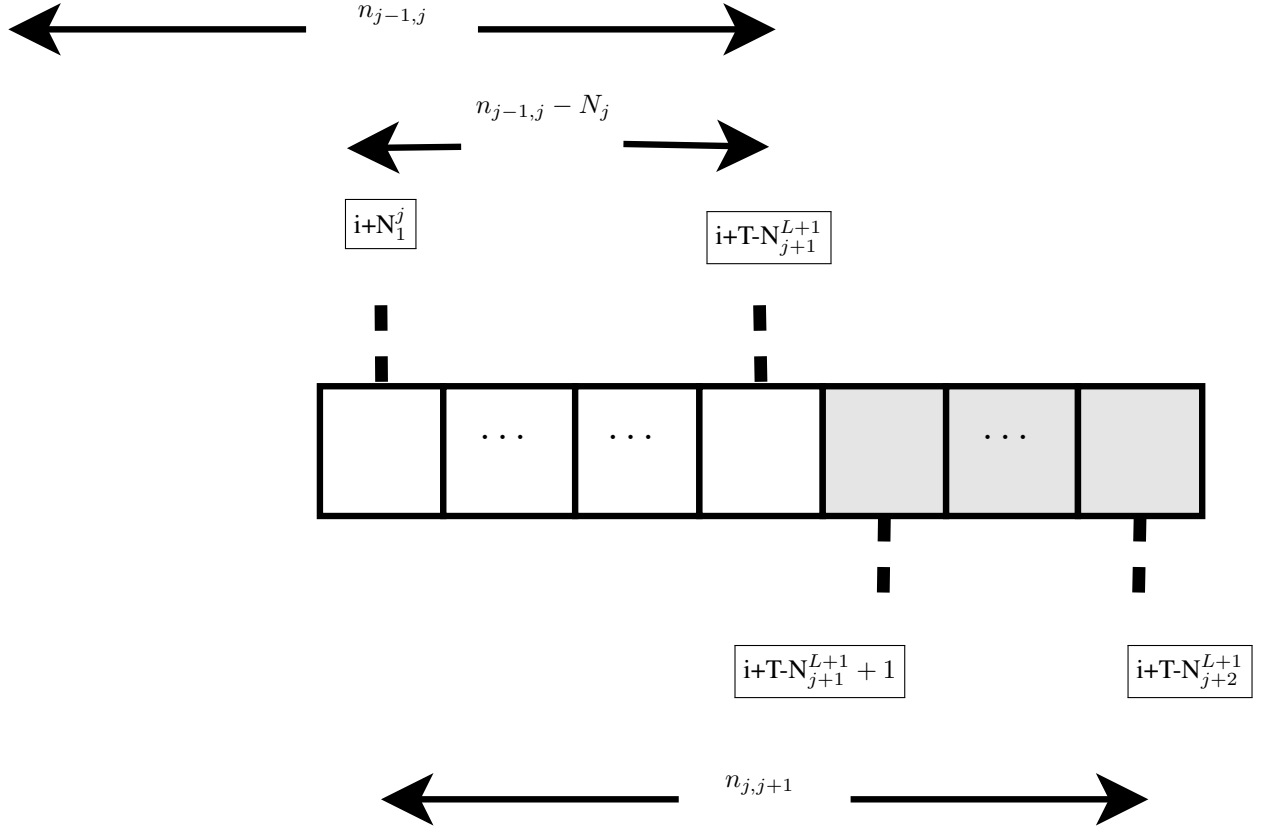 n_{j-1,j}
n_{j-1,j} − N_j
i+N_1^j
i+T-N_{j+1}^{L+1}
... ... ...
i+T-N_{j+1}^{L+1} + 1
i+T-N_{j+2}^{L+1}
n_{j,j+1}